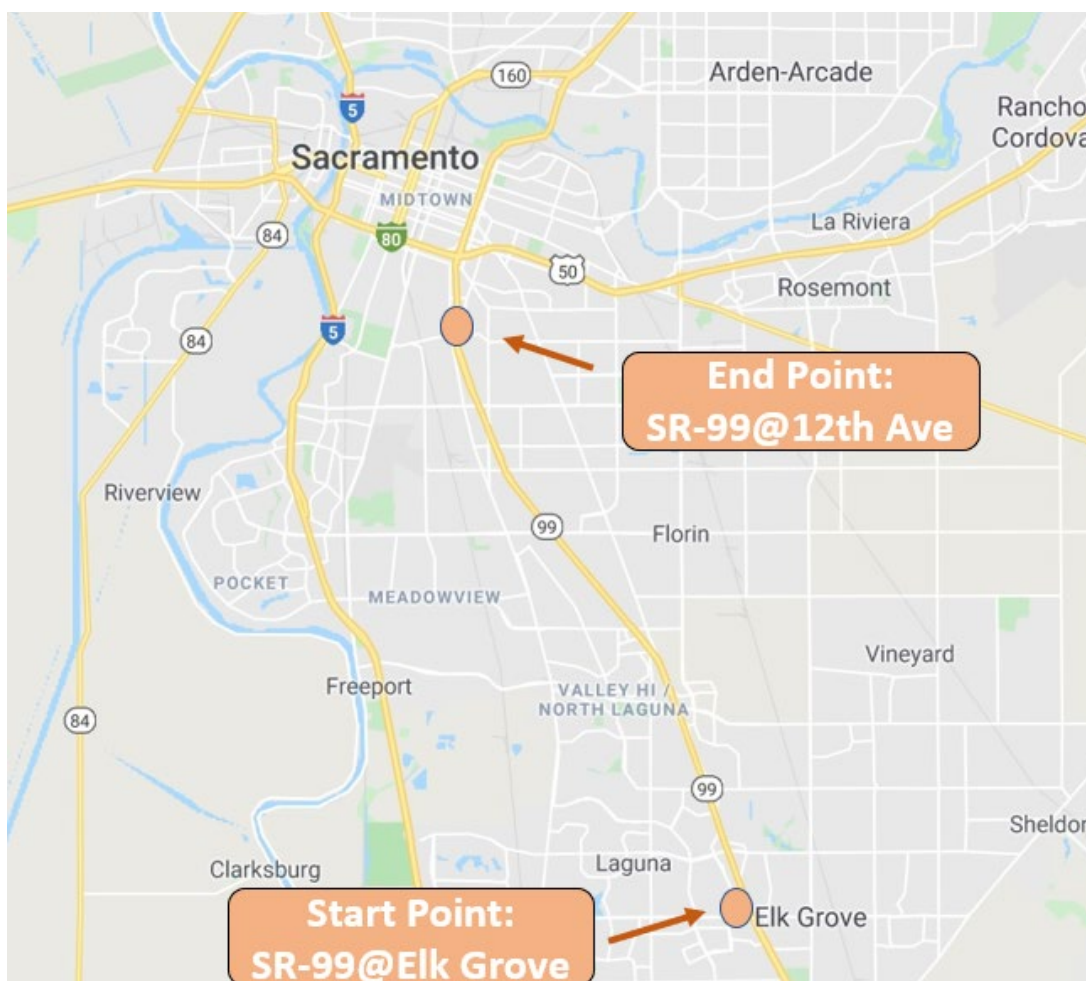 160
Arden-Arcade
5
Rancho
Cordova
Sacramento
MIDTOWN
84
80
La Riviera
50
Rosemont
5
84
End Point:
SR-99@12th Ave
Riverview
99
Florin
POCKET
MEADOWVIEW
Vineyard
Freeport
VALLEY HI /
NORTH LAGUNA
84
99
Sheldon
Laguna
Clarksburg
Start Point:
SR-99@Elk Grove
Elk Grove